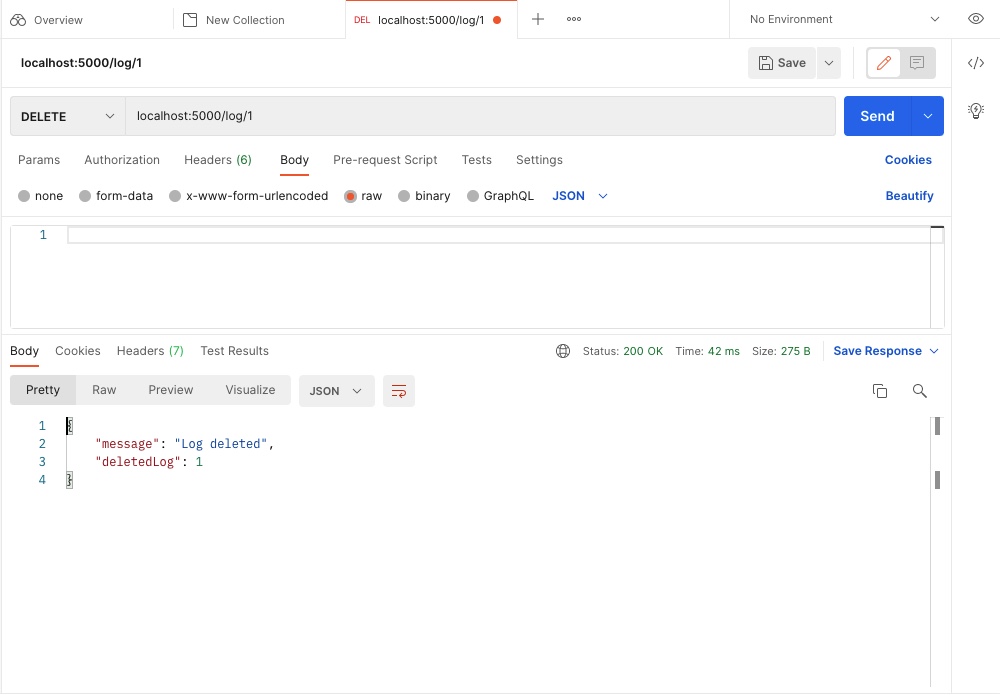 Overview New Collection DEL localhost:5000/log/1 No Environment
localhost:5000/log/1 Save
DELETE localhost:5000/log/1 Send
Params Authorization Headers (6) Body Pre-request Script Tests Settings Cookies
none form-data x-www-form-urlencoded raw binary GraphQL JSON Beautify
1
Body Cookies Headers (7) Test Results Status: 200 OK Time: 42 ms Size: 275 B Save Response
Pretty Raw Preview Visualize JSON
1 {
2 "message": "Log deleted",
3 "deletedLog": 1
4 }